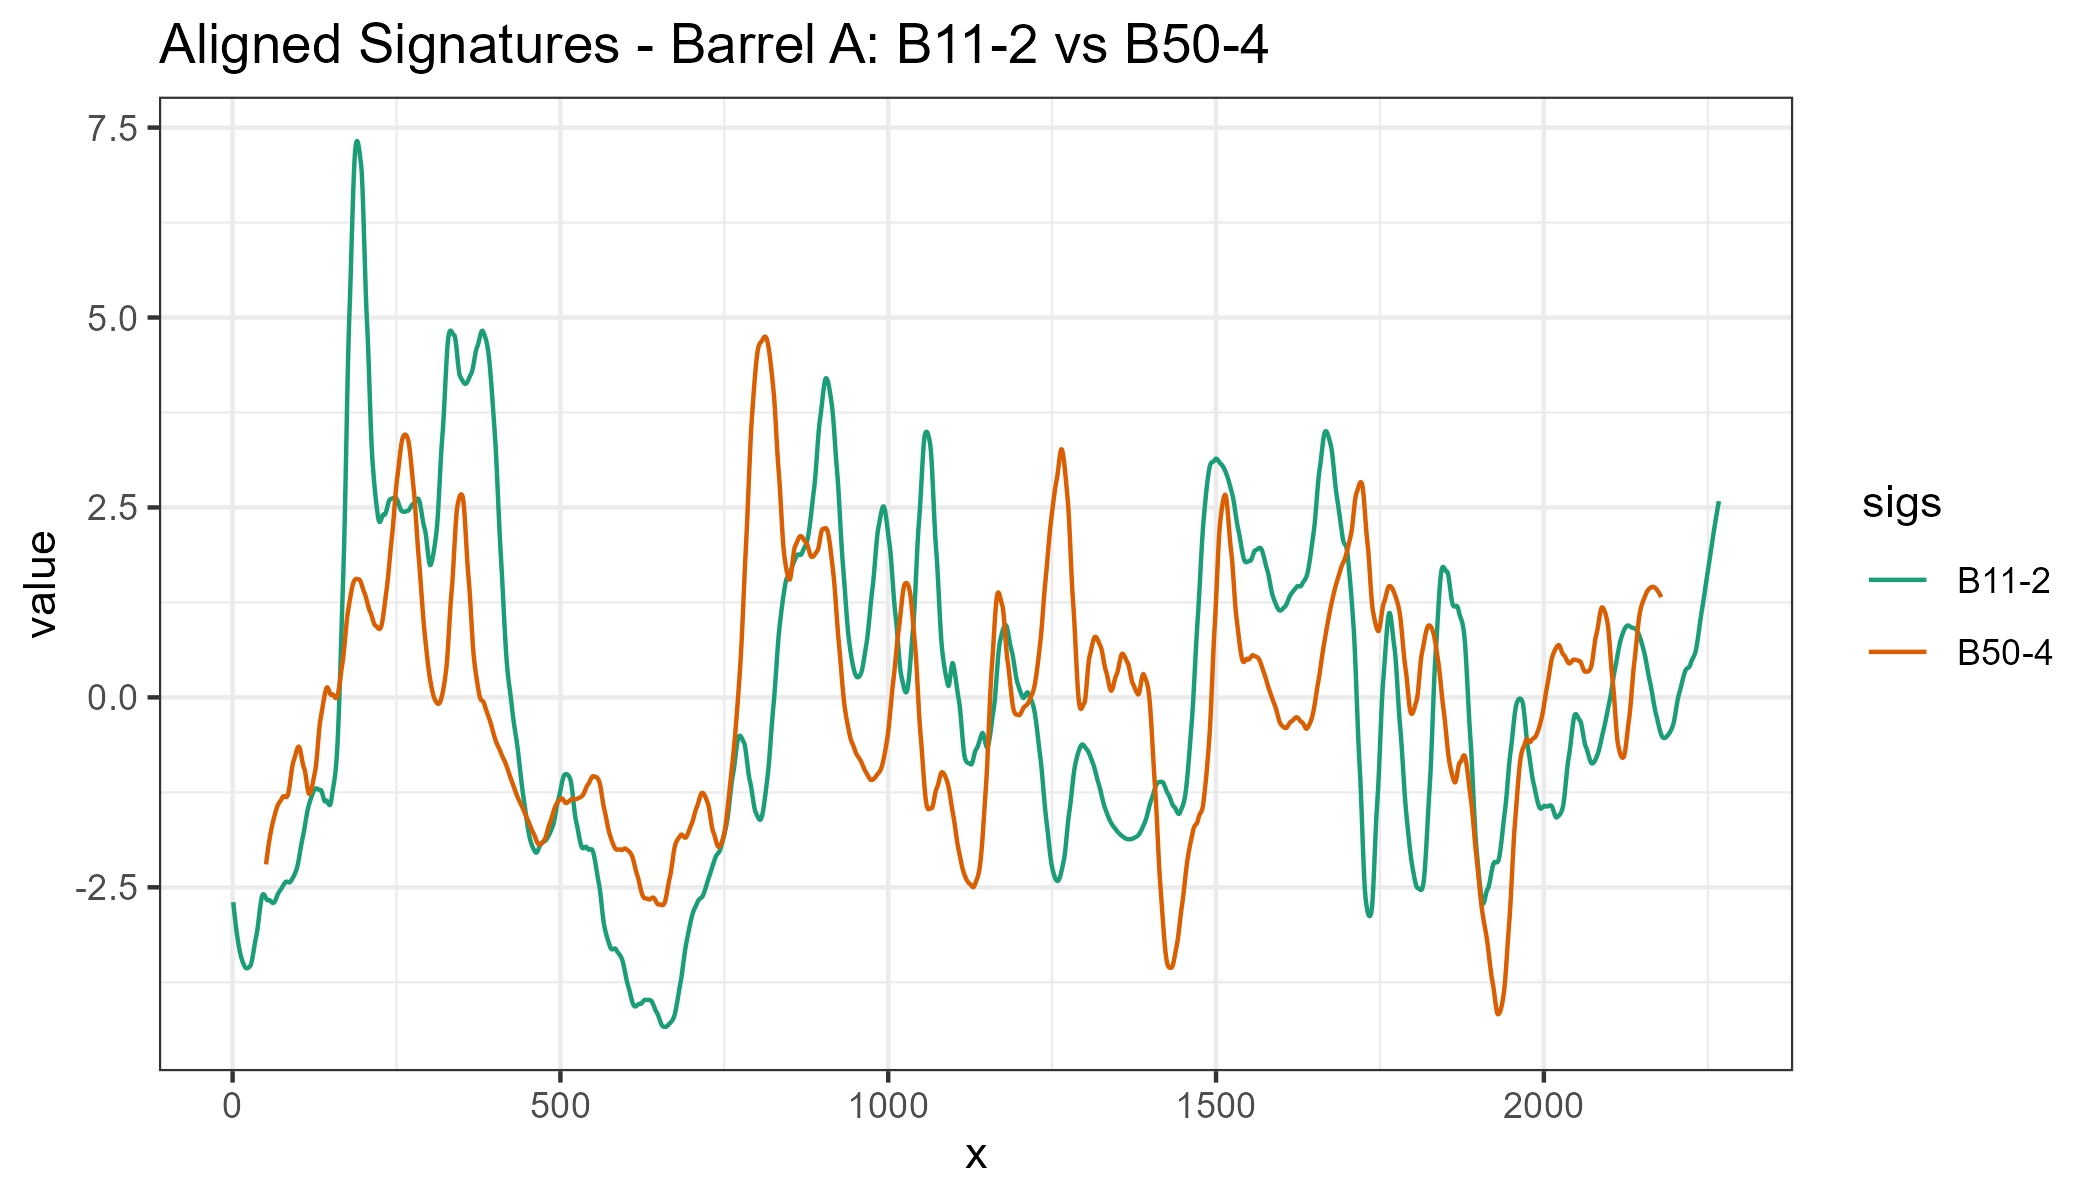 Aligned Signatures - Barrel A: B11-2 vs B50-4
7.5
5.0
2.5
0.0
-2.5
value
0 500 1000 1500 2000
x
sigs
B11-2
B50-4